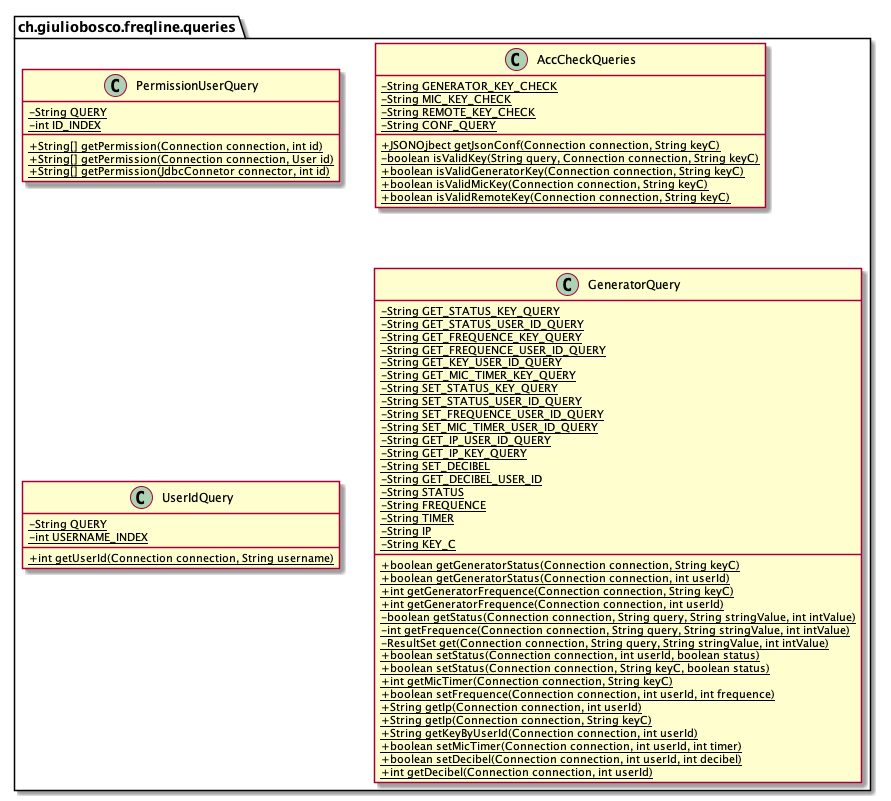 ch.giuliobosco.freqline.queries
C PermissionUserQuery
-String QUERY
-int ID_INDEX
+String[] getPermission(Connection connection, int id)
+String[] getPermission(Connection connection, User id)
+String[] getPermission(JdbcConnetor connector, int id)
C AccCheckQueries
-String GENERATOR_KEY_CHECK
-String MIC_KEY_CHECK
-String REMOTE_KEY_CHECK
-String CONF_QUERY
+JSONOjbect getJsonConf(Connection connection, String keyC)
-boolean isValidKey(String query, Connection connection, String keyC)
+boolean isValidGeneratorKey(Connection connection, String keyC)
+boolean isValidMicKey(Connection connection, String keyC)
+boolean isValidRemoteKey(Connection connection, String keyC)
C UserIdQuery
-String QUERY
-int USERNAME_INDEX
+int getUserId(Connection connection, String username)
C GeneratorQuery
-String GET_STATUS_KEY_QUERY
-String GET_STATUS_USER_ID_QUERY
-String GET_FREQUENCE_KEY_QUERY
-String GET_FREQUENCE_USER_ID_QUERY
-String GET_KEY_USER_ID_QUERY
-String GET_MIC_TIMER_KEY_QUERY
-String SET_STATUS_KEY_QUERY
-String SET_STATUS_USER_ID_QUERY
-String SET_FREQUENCE_USER_ID_QUERY
-String SET_MIC_TIMER_USER_ID_QUERY
-String GET_IP_USER_ID_QUERY
-String GET_IP_KEY_QUERY
-String SET_DECIBEL
-String GET_DECIBEL_USER_ID
-String STATUS
-String FREQUENCE
-String TIMER
-String IP
-String KEY_C
+boolean getGeneratorStatus(Connection connection, String keyC)
+boolean getGeneratorStatus(Connection connection, int userId)
+int getGeneratorFrequence(Connection connection, String keyC)
+int getGeneratorFrequence(Connection connection, int userId)
-boolean getStatus(Connection connection, String query, String stringValue, int intValue)
-int getFrequence(Connection connection, String query, String stringValue, int intValue)
-ResultSet get(Connection connection, String query, String stringValue, int intValue)
+boolean setStatus(Connection connection, int userId, boolean status)
+boolean setStatus(Connection connection, String keyC, boolean status)
+int getMicTimer(Connection connection, String keyC)
+boolean setFrequence(Connection connection, int userId, int frequence)
+String getIp(Connection connection, int userId)
+String getIp(Connection connection, String keyC)
+String getKeyByUserId(Connection connection, int userId)
+boolean setMicTimer(Connection connection, int userId, int timer)
+boolean setDecibel(Connection connection, int userId, int decibel)
+int getDecibel(Connection connection, int userId)